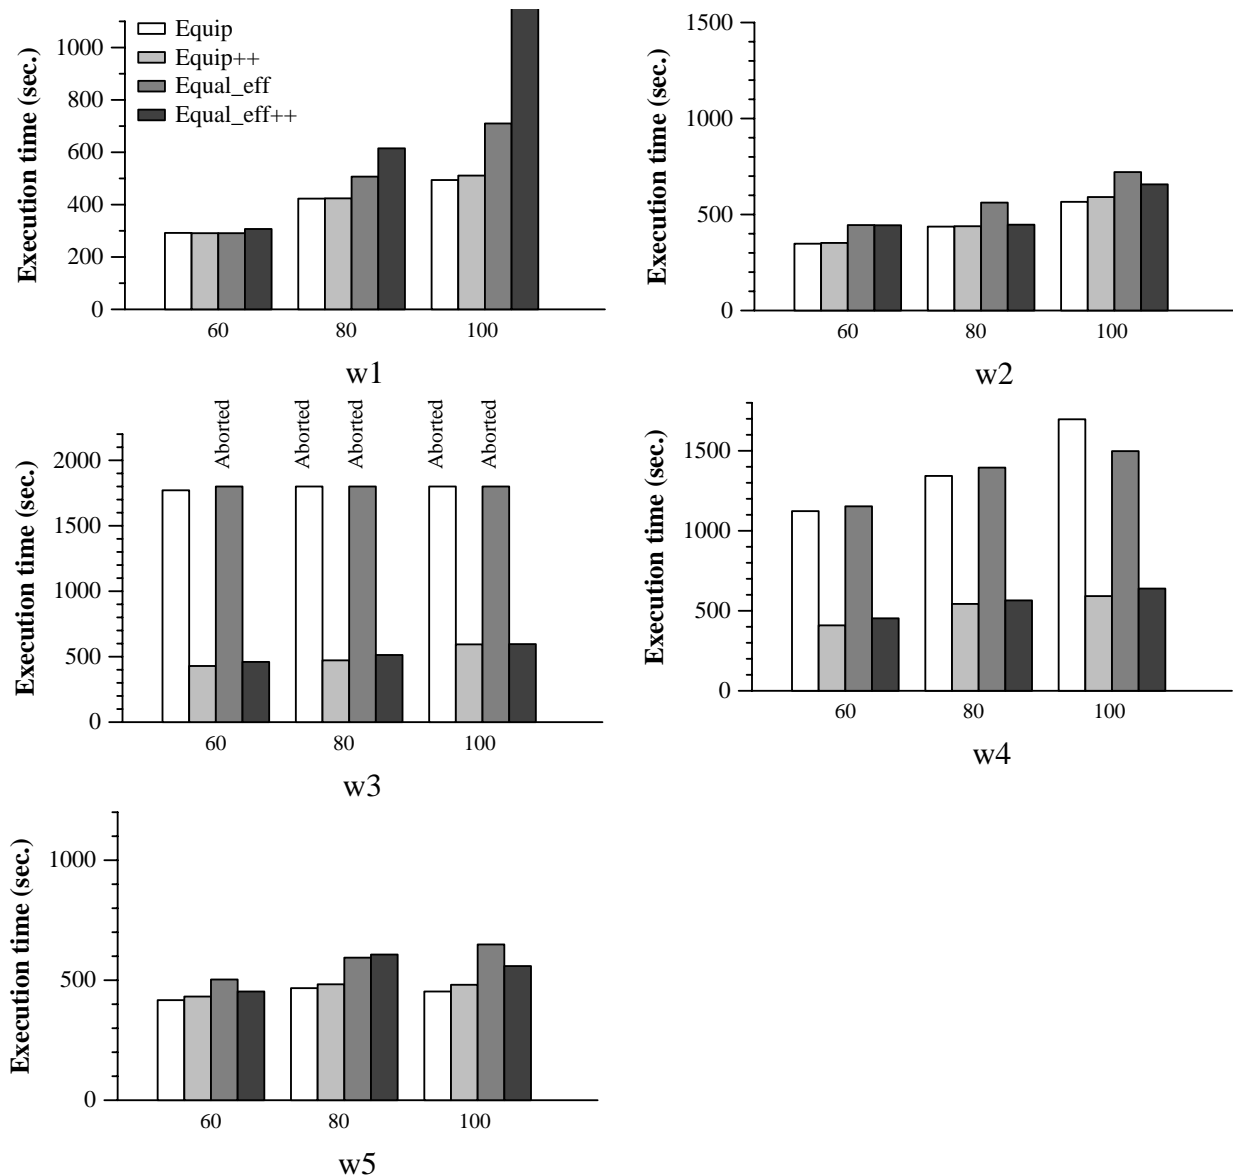 Execution time (sec.)
1000
800
600
400
200
0
Equip
Equip++
Equal_eff
Equal_eff++
60 80 100
w1
Execution time (sec.)
1500
1000
500
0
60 80 100
w2
Execution time (sec.)
2000
1500
1000
500
0
Aborted
Aborted
Aborted
Aborted
Aborted
60 80 100
w3
Execution time (sec.)
1500
1000
500
0
60 80 100
w4
Execution time (sec.)
1000
500
0
60 80 100
w5